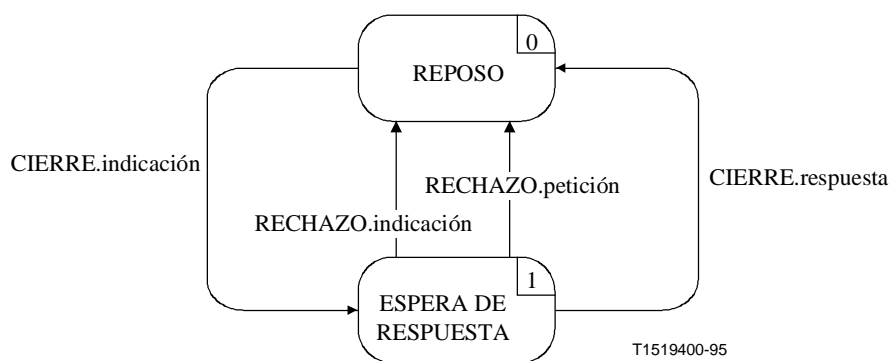 0
REPOSO
CIERRE.indicación
RECHAZO.petición
CIERRE.respuesta
RECHAZO.indicación
1
ESPERA DE
RESPUESTA
T1519400-95